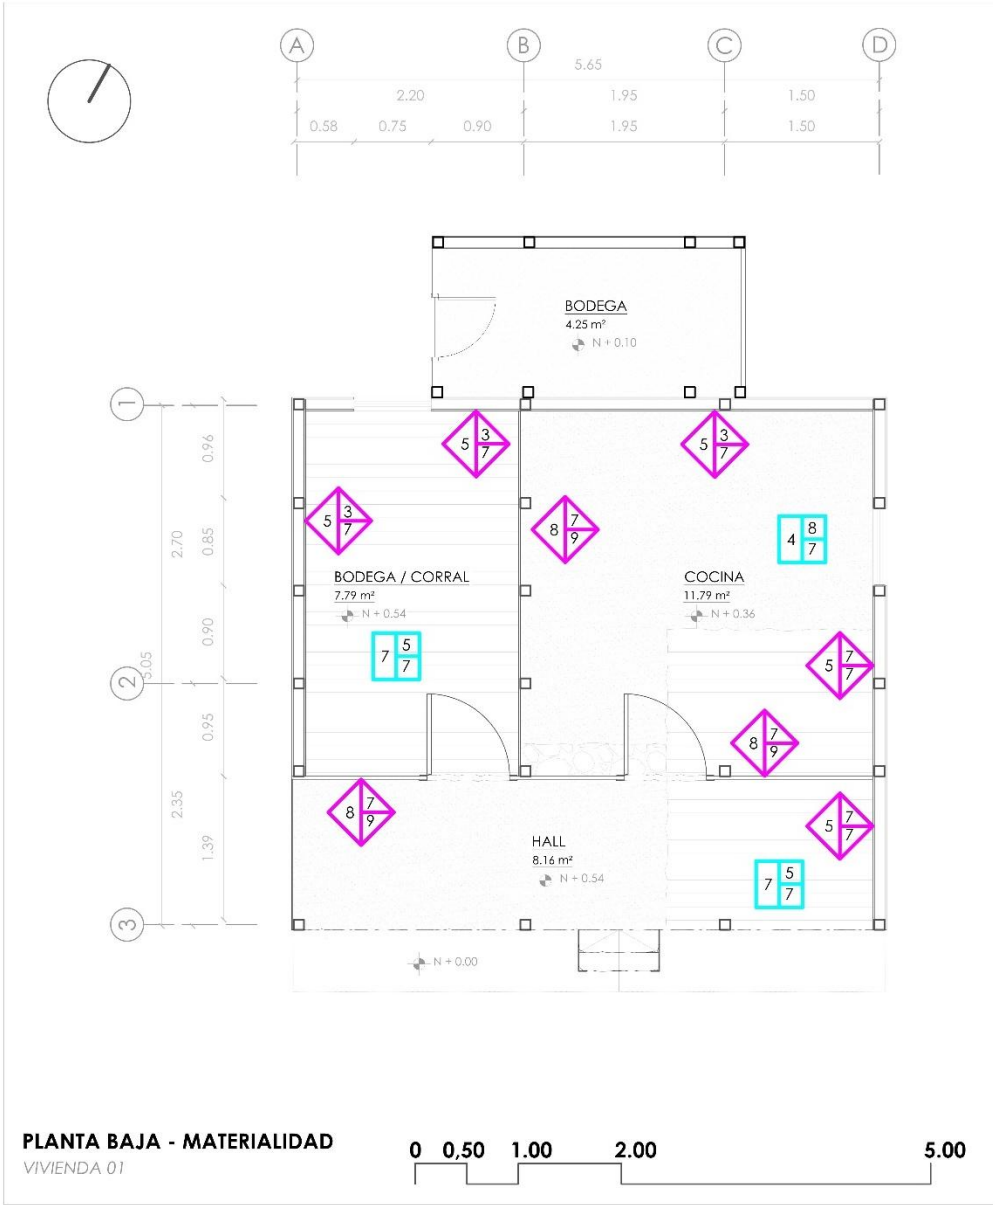 A B C D
5.65
2.20 1.95 1.50
0.58 0.75 0.90 1.95 1.50
BODEGA
4.25 m²
N + 0.10
1
0.96
5 3 7
5 3 7
5 3 7
8 7 9
4 8 7
2.70
0.85
BODEGA / CORRAL
7.79 m²
N + 0.54
COCINA
11.79 m²
N + 0.36
0.90
5.05
7 5 7
5 7 7
2
0.95
8 7 9
2.35
8 7 9
5 7 7
1.39
HALL
8.16 m²
N + 0.54
7 5 7
3
N + 0.00
PLANTA BAJA - MATERIALIDAD
VIVIENDA 01
0 0,50 1.00 2.00 5.00